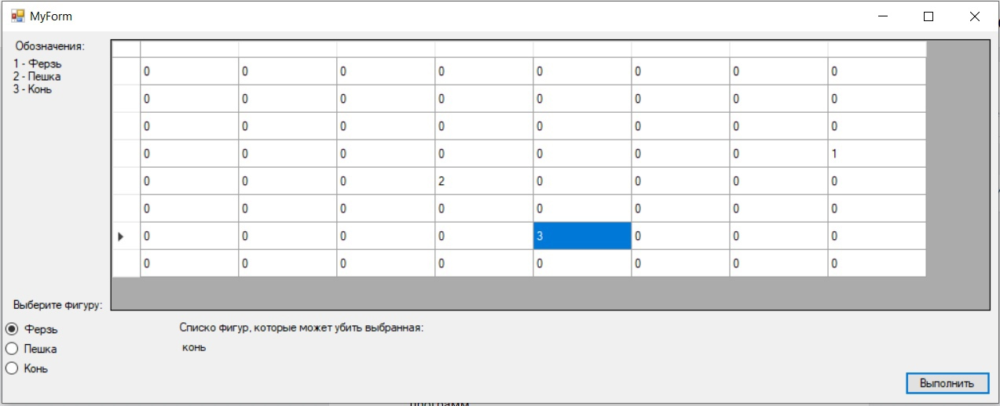 MyForm
Обозначения:
1 - Ферзь
2 - Пешка
3 - Конь
0 0 0 0 0 0 0 0
0 0 0 0 0 0 0 0
0 0 0 0 0 0 0 0
0 0 0 0 0 0 0 1
0 0 0 2 0 0 0 0
0 0 0 0 0 0 0 0
0 0 0 0 3 0 0 0
0 0 0 0 0 0 0 0
Выберите фигуру:
Ферзь
Пешка
Конь
Списко фигур, которые может убить выбранная:
конь
Выполнить